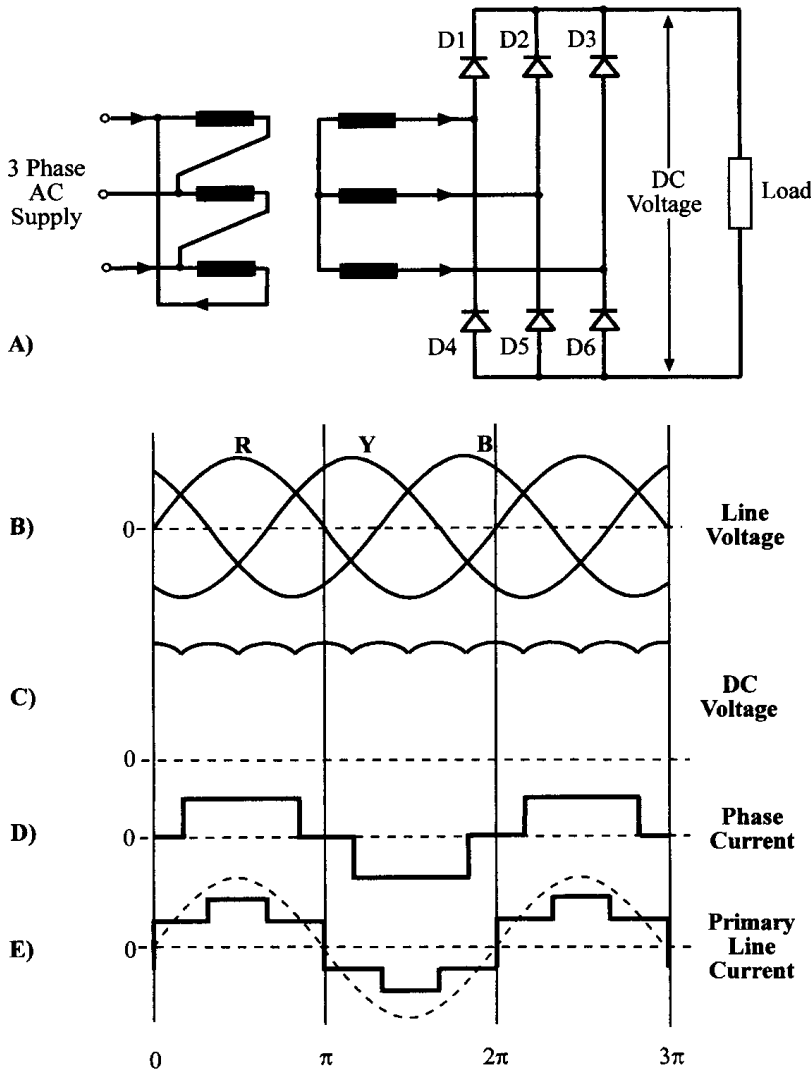 D1 D2 D3
3 Phase
AC
Supply
DC
Voltage
Load
A)
D4 D5 D6
R Y B
B)
0
Line
Voltage
C)
DC
Voltage
0
D)
0
Phase
Current
E)
0
Primary
Line
Current
0 π 2π 3π